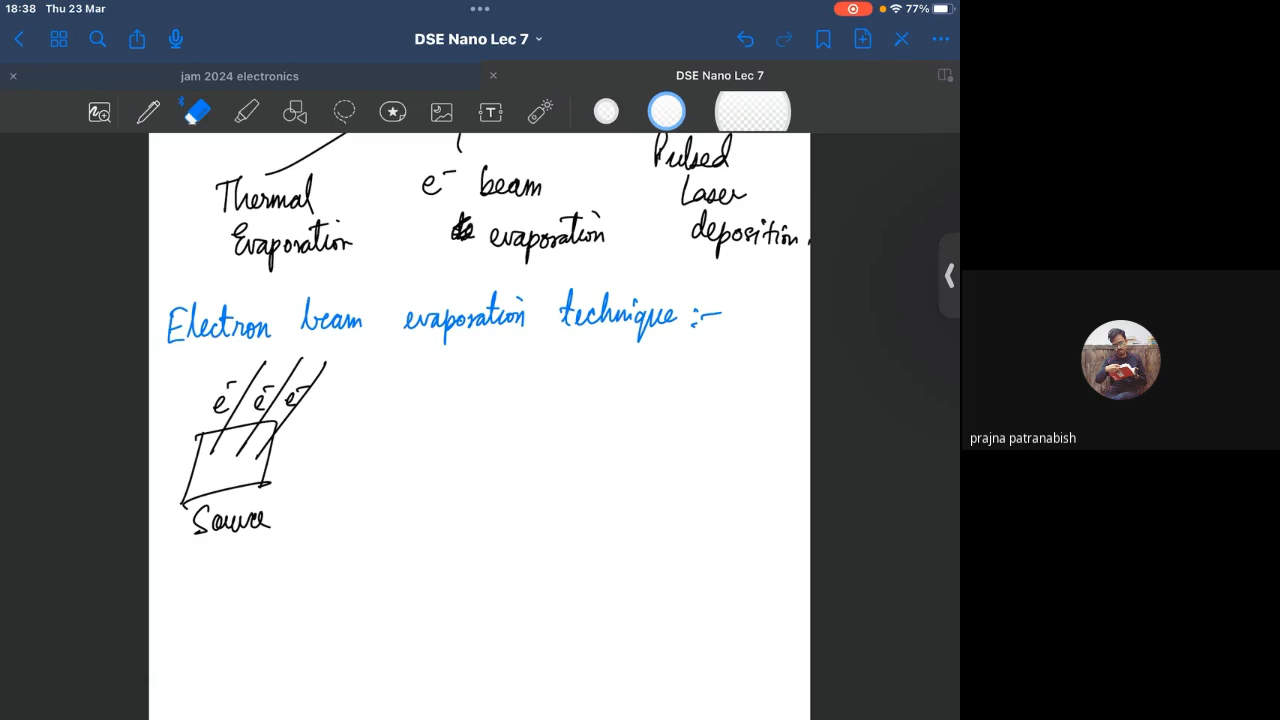 18:38 Thu 23 Mar
77%
DSE Nano Lec 7
jam 2024 electronics
DSE Nano Lec 7
T
Thermal
Evaporation
e⁻ beam
evaporation
Pulsed
Laser
deposition.
Electron beam evaporation technique :-
e⁻ e⁻ e⁻
Source
prajna patranabish